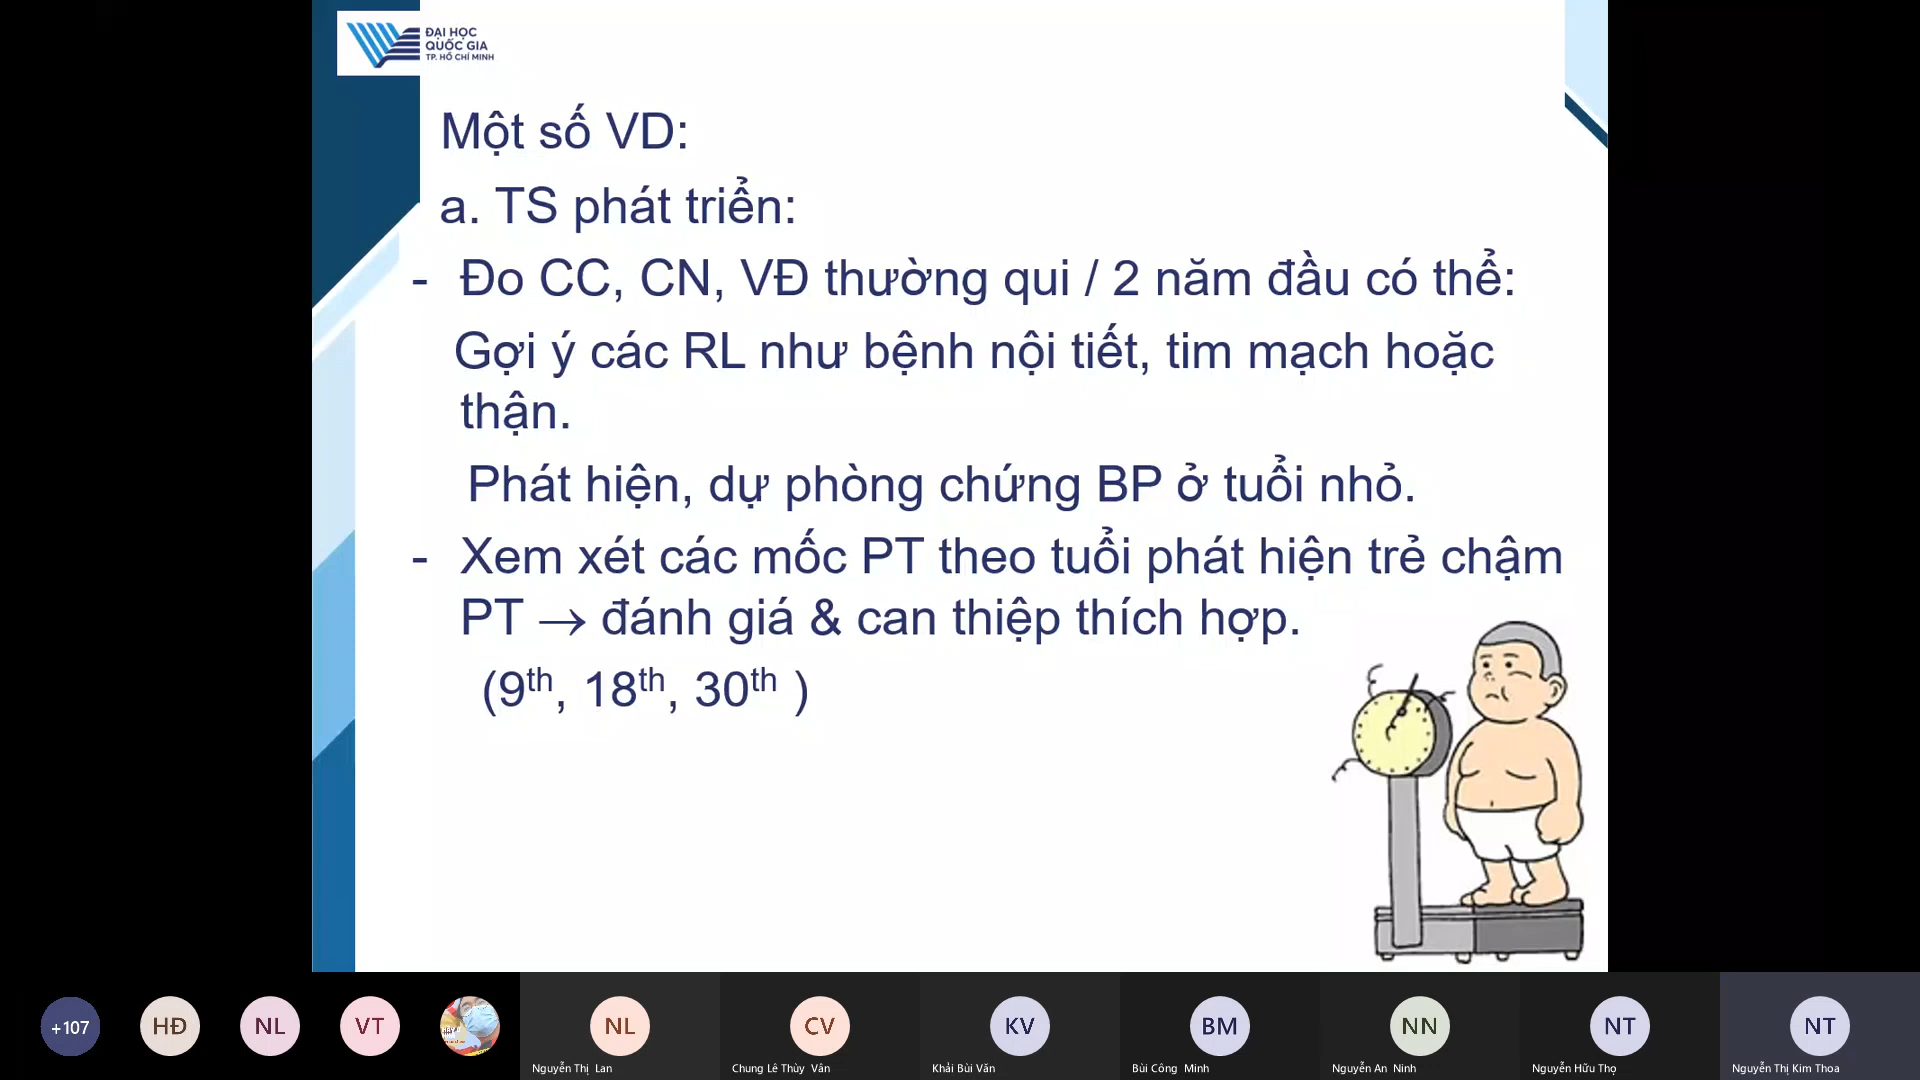 ĐẠI HỌC
QUỐC GIA
TP. HỒ CHÍ MINH
Một số VD:
a. TS phát triển:
- Đo CC, CN, VĐ thường qui / 2 năm đầu có thể:
Gợi ý các RL như bệnh nội tiết, tim mạch hoặc
thận.
Phát hiện, dự phòng chứng BP ở tuổi nhỏ.
- Xem xét các mốc PT theo tuổi phát hiện trẻ chậm
PT → đánh giá & can thiệp thích hợp.
(9th, 18th, 30th )
+107
HĐ
NL
VT
NL
CV
KV
BM
NN
NT
NT
Nguyễn Thị Lan
Chung Lê Thùy Vân
Khải Bùi Văn
Bùi Công Minh
Nguyễn An Ninh
Nguyễn Hữu Thọ
Nguyễn Thị Kim Thoa